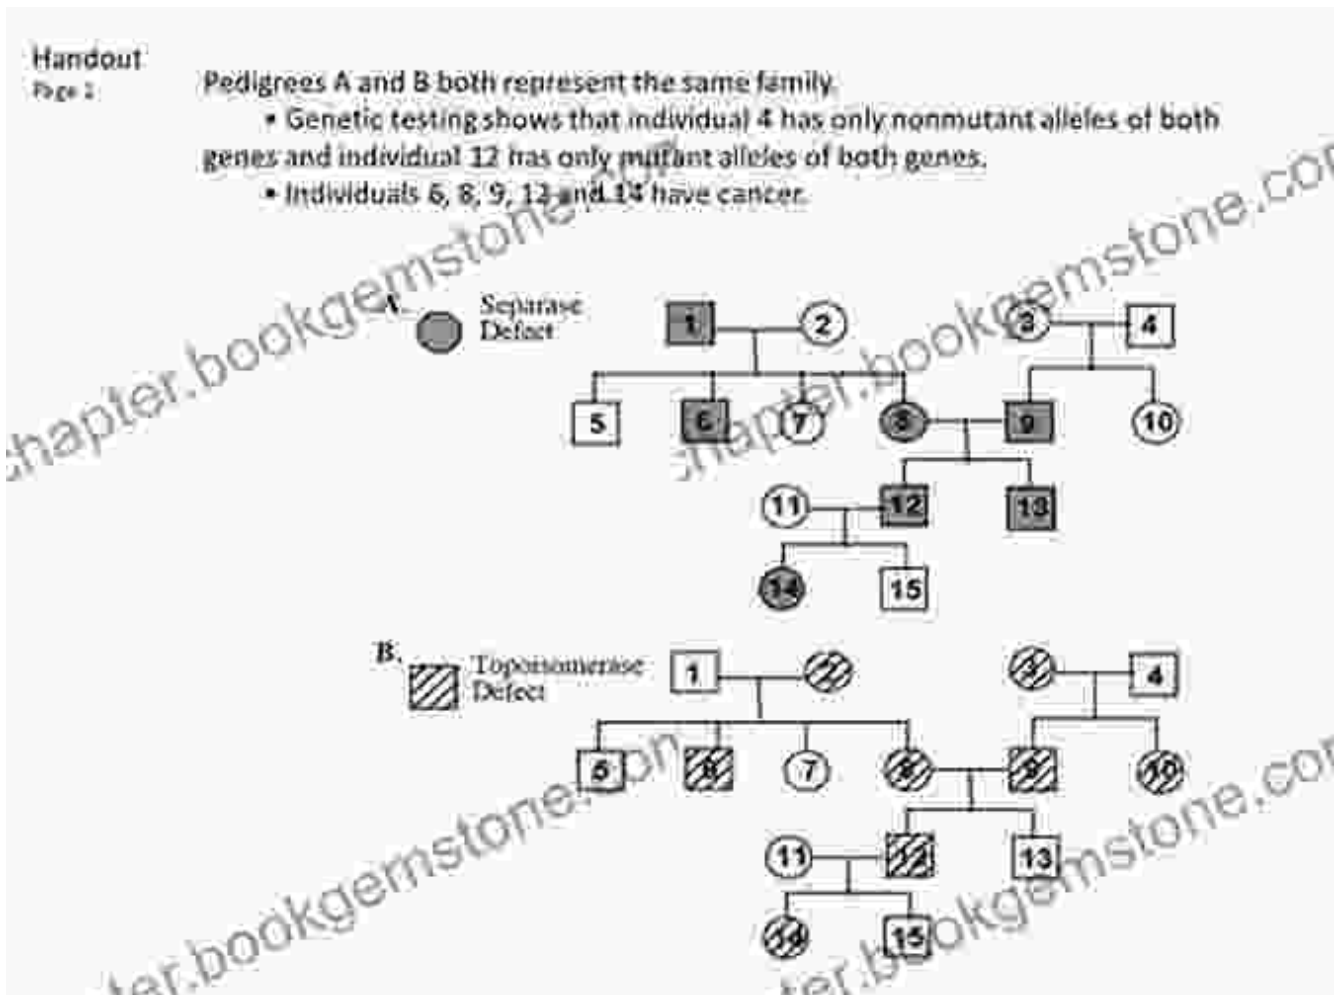 Handout
Page 1
Pedigrees A and B both represent the same family.
• Genetic testing shows that individual 4 has only nonmutant alleles of both
genes and individual 12 has only mutant alleles of both genes.
• Individuals 6, 8, 9, 12 and 14 have cancer.
A. Separase
Defect
1 2 3 4
5 6 7 8 9 10
11 12 13
14 15
B. Topoisomerase
Defect
1 2 3 4
5 6 7 8 9 10
11 12 13
14 15
chapter.bookgemstone.com
chapter.bookgemstone.com
chapter.bookgemstone.com
chapter.bookgemstone.com